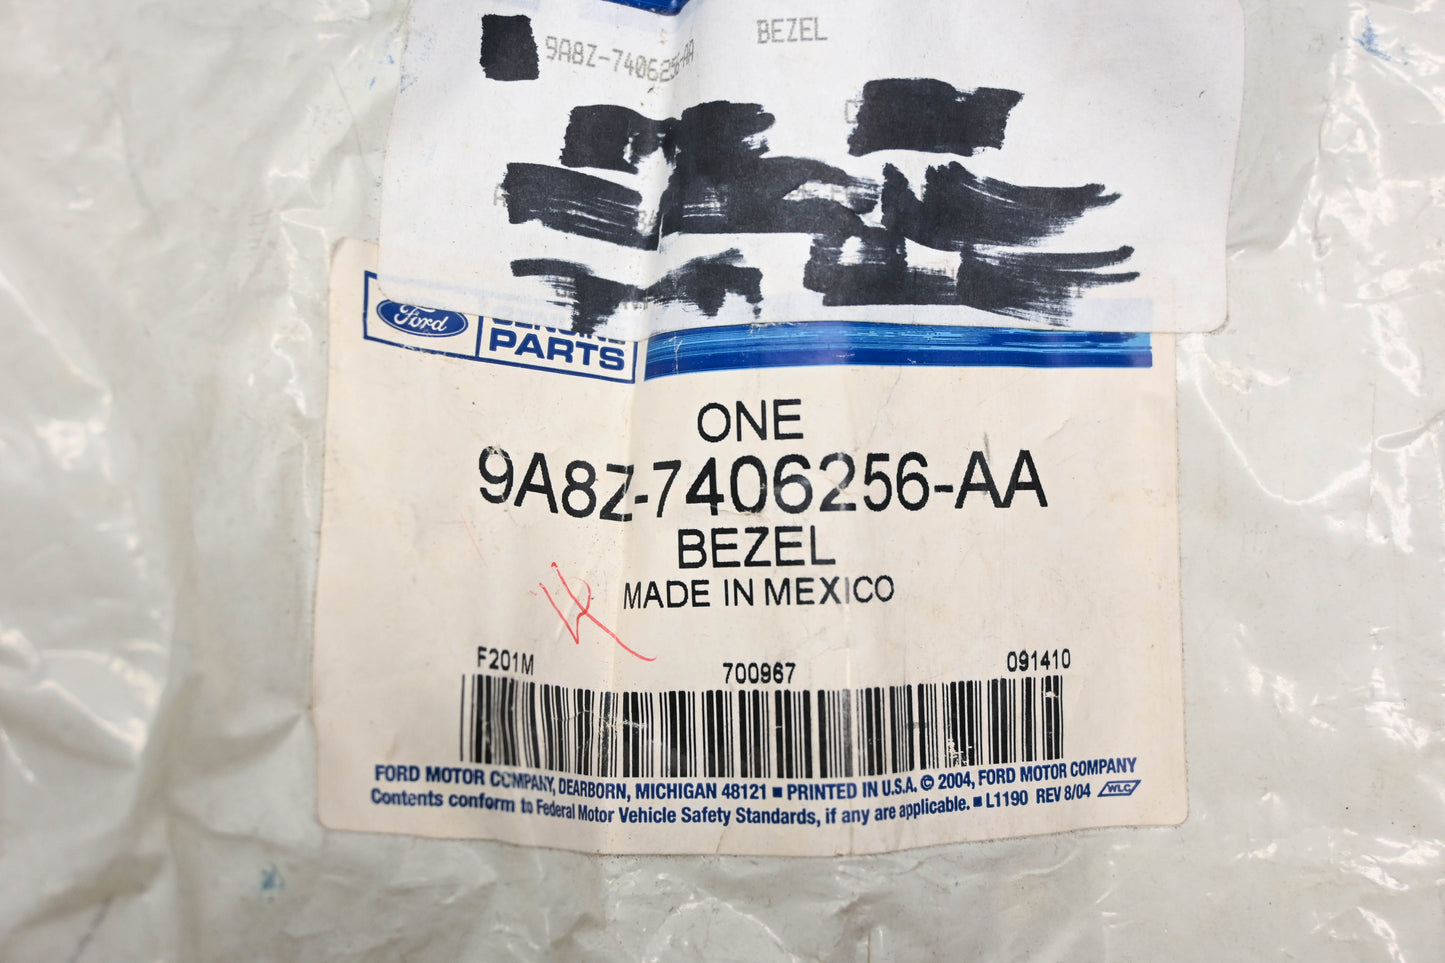 BEZEL
9A8Z-7406256-AA
Ford
GENUINE
PARTS
ONE
9A8Z-7406256-AA
BEZEL
MADE IN MEXICO
F201M 700967 091410
FORD MOTOR COMPANY, DEARBORN, MICHIGAN 48121 ■ PRINTED IN U.S.A. © 2004, FORD MOTOR COMPANY
Contents conform to Federal Motor Vehicle Safety Standards, if any are applicable. ■ L1190 REV 8/04 WLC